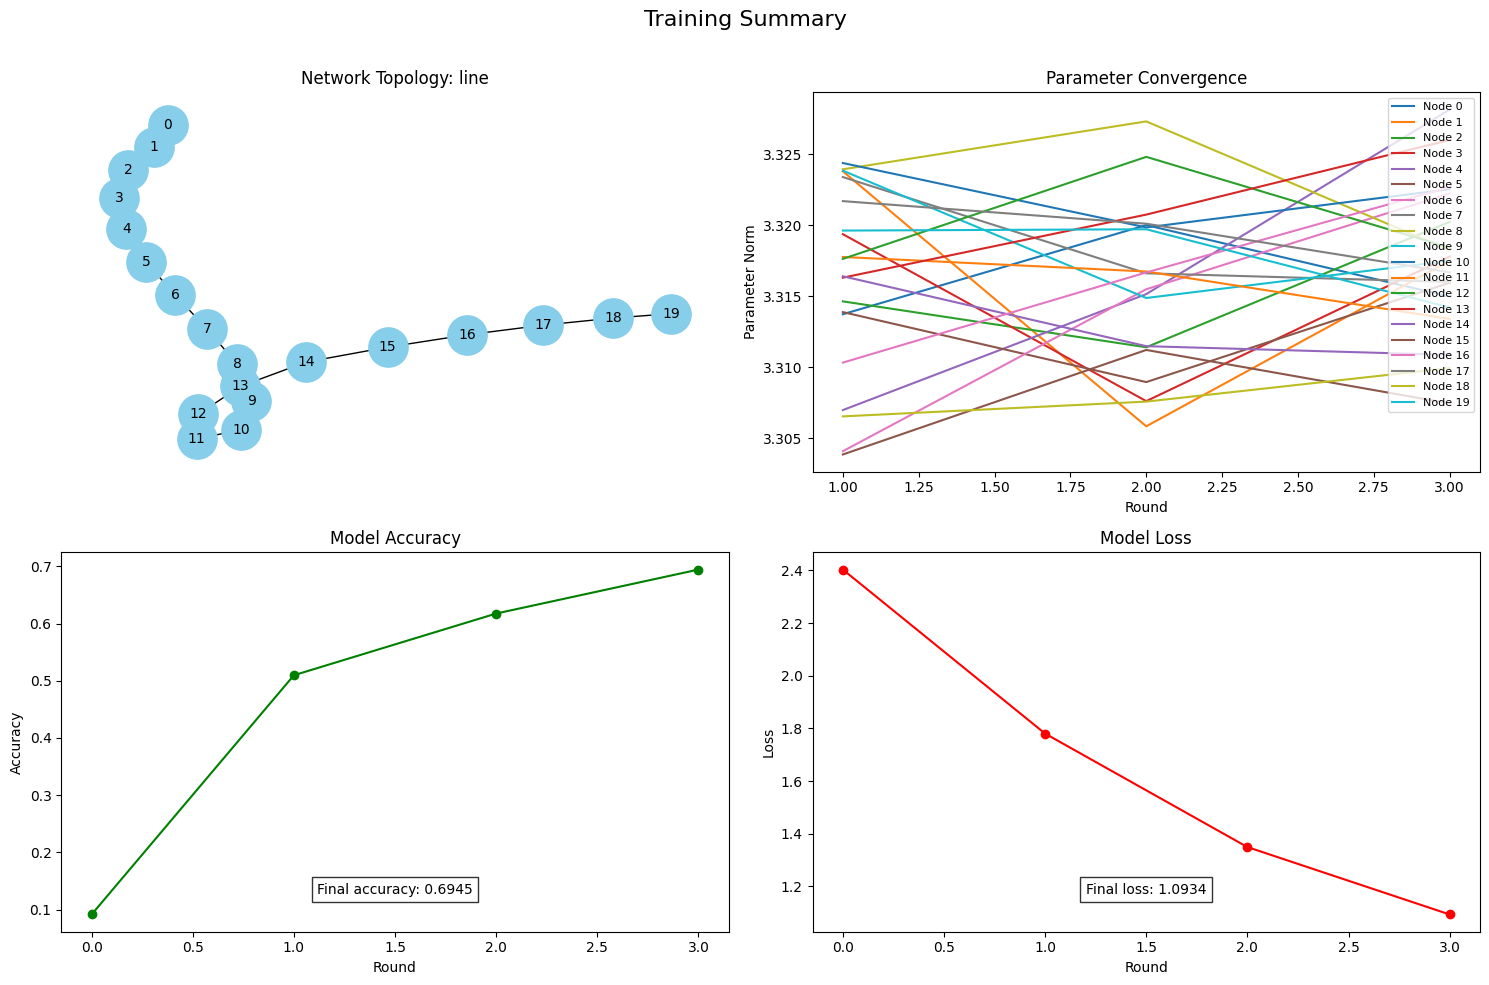 Training Summary
Network Topology: line
0
1
2
3
4
5
6
7
8
13
9
12
10
11
14
15
16
17
18
19
Parameter Convergence
Parameter Norm
3.325
3.320
3.315
3.310
3.305
1.00 1.25 1.50 1.75 2.00 2.25 2.50 2.75 3.00
Round
Node 0
Node 1
Node 2
Node 3
Node 4
Node 5
Node 6
Node 7
Node 8
Node 9
Node 10
Node 11
Node 12
Node 13
Node 14
Node 15
Node 16
Node 17
Node 18
Node 19
Model Accuracy
Accuracy
0.7
0.6
0.5
0.4
0.3
0.2
0.1
Final accuracy: 0.6945
0.0 0.5 1.0 1.5 2.0 2.5 3.0
Round
Model Loss
Loss
2.4
2.2
2.0
1.8
1.6
1.4
1.2
Final loss: 1.0934
0.0 0.5 1.0 1.5 2.0 2.5 3.0
Round